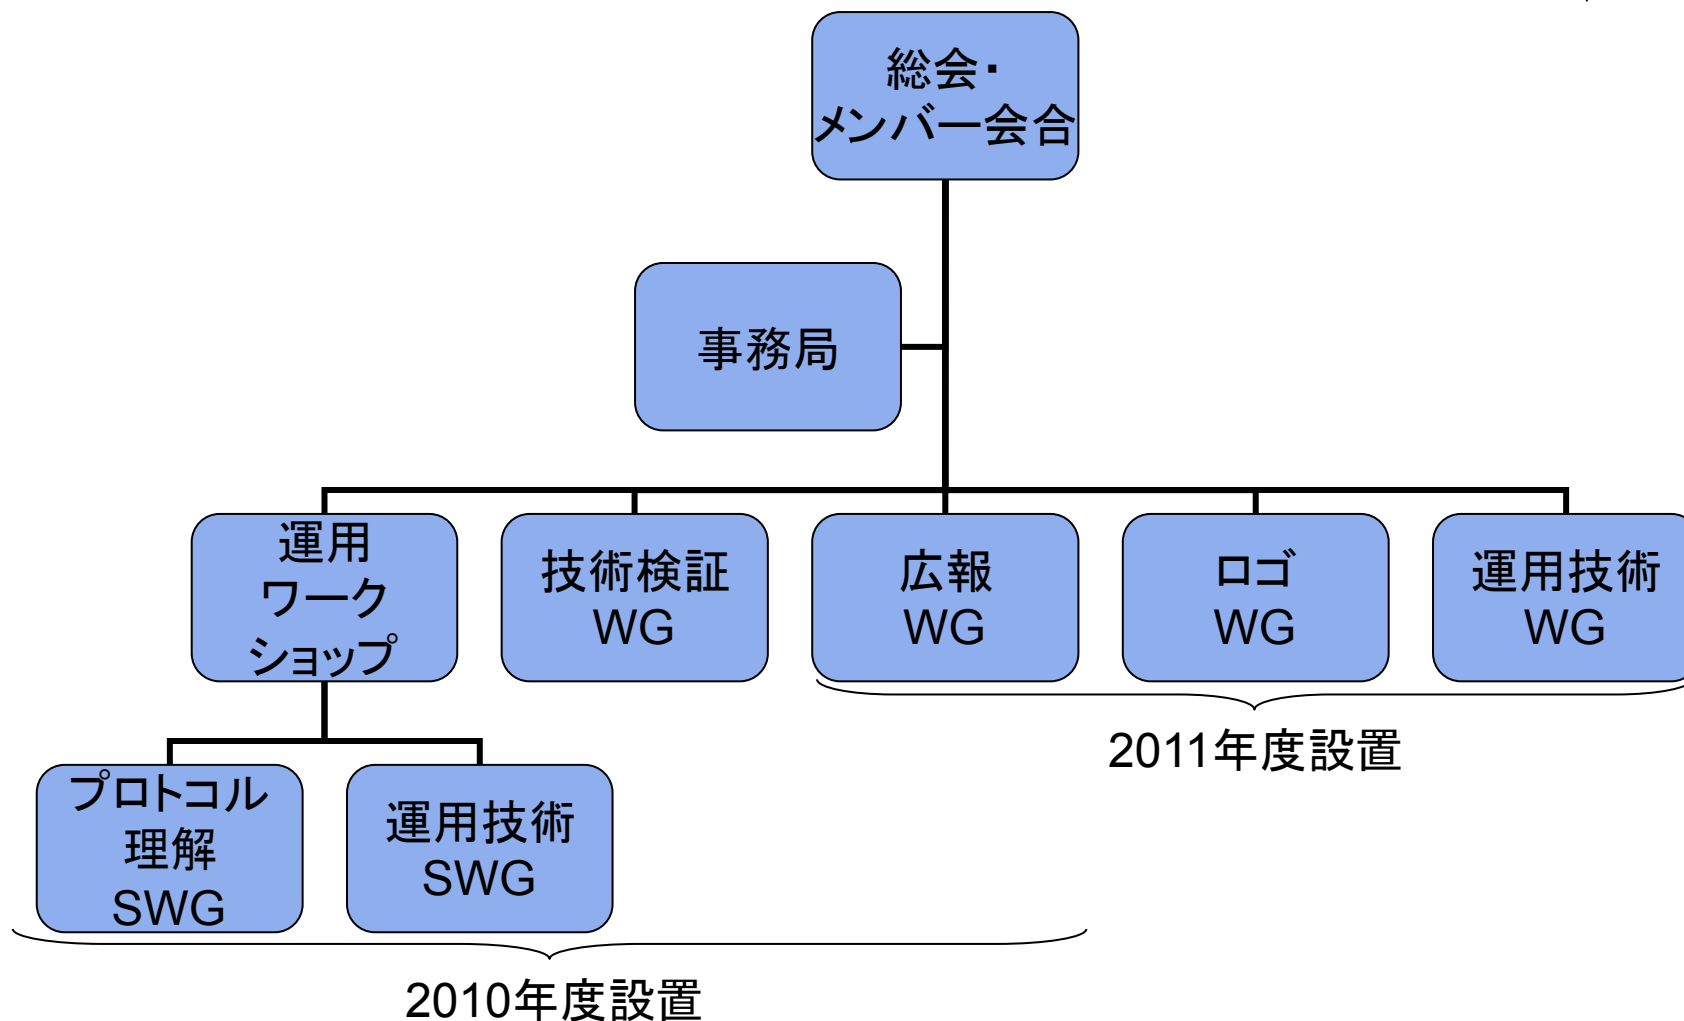 総会・
メンバー会合
事務局
運用
ワーク
ショップ
技術検証
WG
広報
WG
ロゴ
WG
運用技術
WG
2011年度設置
プロトコル
理解
SWG
運用技術
SWG
2010年度設置